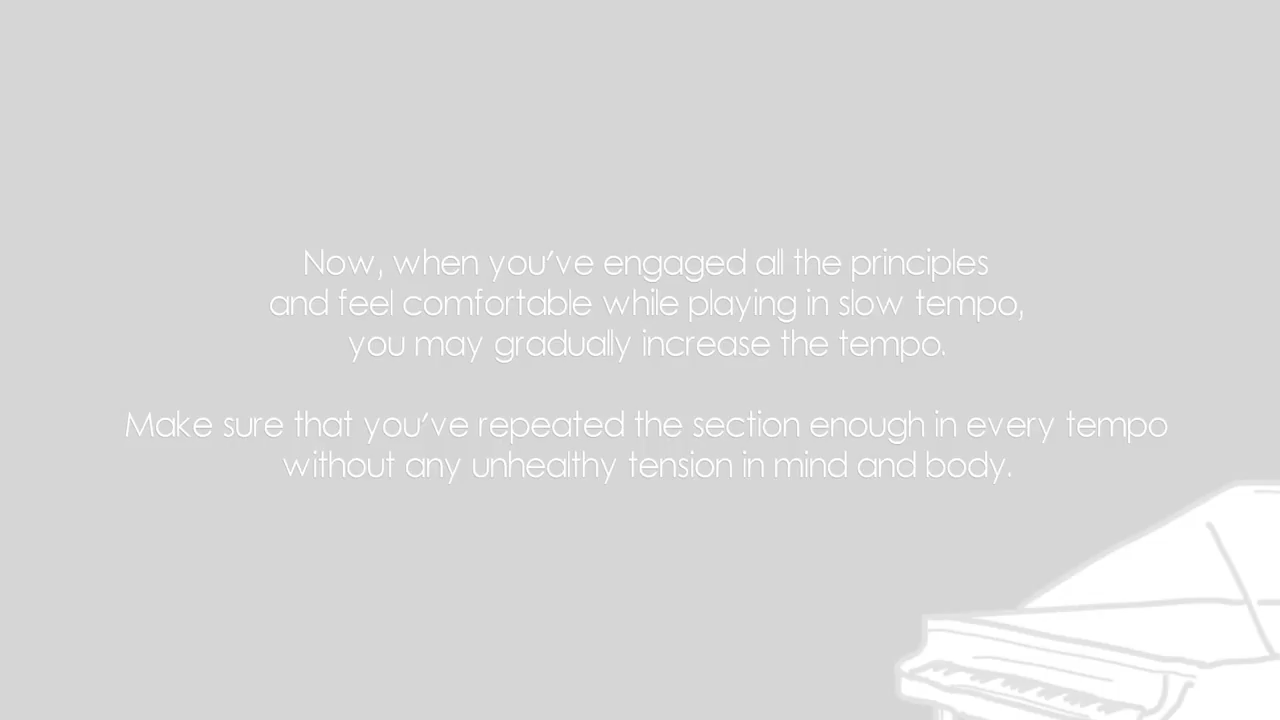 Now, when you've engaged all the principles
and feel comfortable while playing in slow tempo,
you may gradually increase the tempo.
Make sure that you've repeated the section enough in every tempo
without any unhealthy tension in mind and body.